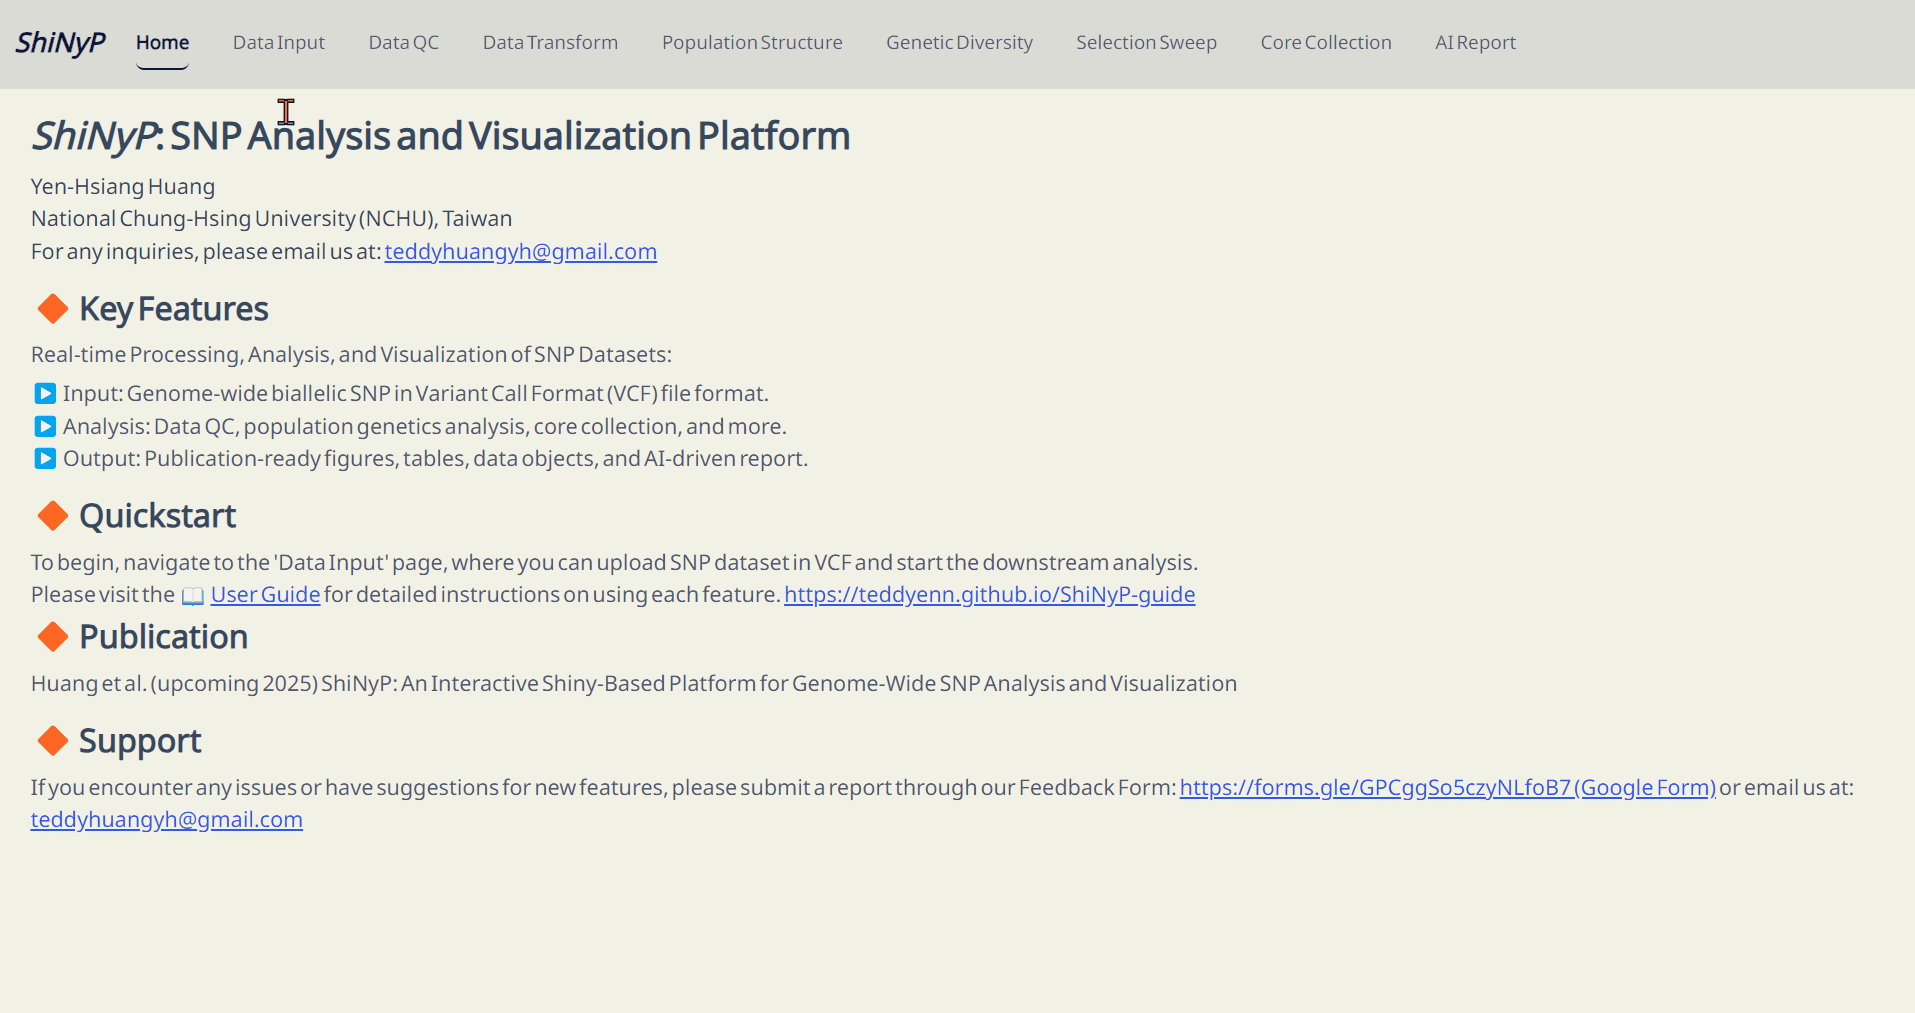 ShiNyP Home Data Input Data QC Data Transform Population Structure Genetic Diversity Selection Sweep Core Collection AI Report
ShiNyP: SNP Analysis and Visualization Platform
Yen-Hsiang Huang
National Chung-Hsing University (NCHU), Taiwan
For any inquiries, please email us at: teddyhuangyh@gmail.com
Key Features
Real-time Processing, Analysis, and Visualization of SNP Datasets:
Input: Genome-wide biallelic SNP in Variant Call Format (VCF) file format.
Analysis: Data QC, population genetics analysis, core collection, and more.
Output: Publication-ready figures, tables, data objects, and AI-driven report.
Quickstart
To begin, navigate to the 'Data Input' page, where you can upload SNP dataset in VCF and start the downstream analysis.
Please visit the 📖 User Guide for detailed instructions on using each feature. https://teddyenn.github.io/ShiNyP-guide
Publication
Huang et al. (upcoming 2025) ShiNyP: An Interactive Shiny-Based Platform for Genome-Wide SNP Analysis and Visualization
Support
If you encounter any issues or have suggestions for new features, please submit a report through our Feedback Form: https://forms.gle/GPCggSo5czyNLfoB7 (Google Form) or email us at:
teddyhuangyh@gmail.com